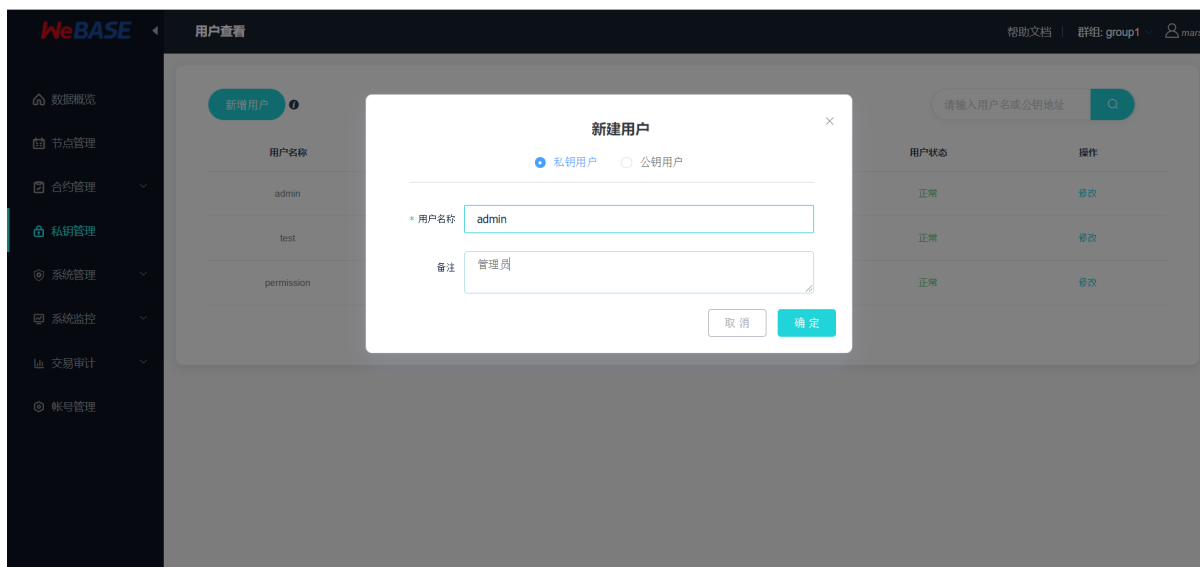 WeBASE
用户查看
帮助文档
群组: group1
数据概览
节点管理
合约管理
私钥管理
系统管理
系统监控
交易审计
帐号管理
新增用户
请输入用户名或公钥地址
用户名称
用户状态
操作
admin
正常
修改
test
正常
修改
permission
正常
修改
新建用户
私钥用户
公钥用户
* 用户名称
admin
备注
管理员
取 消
确 定